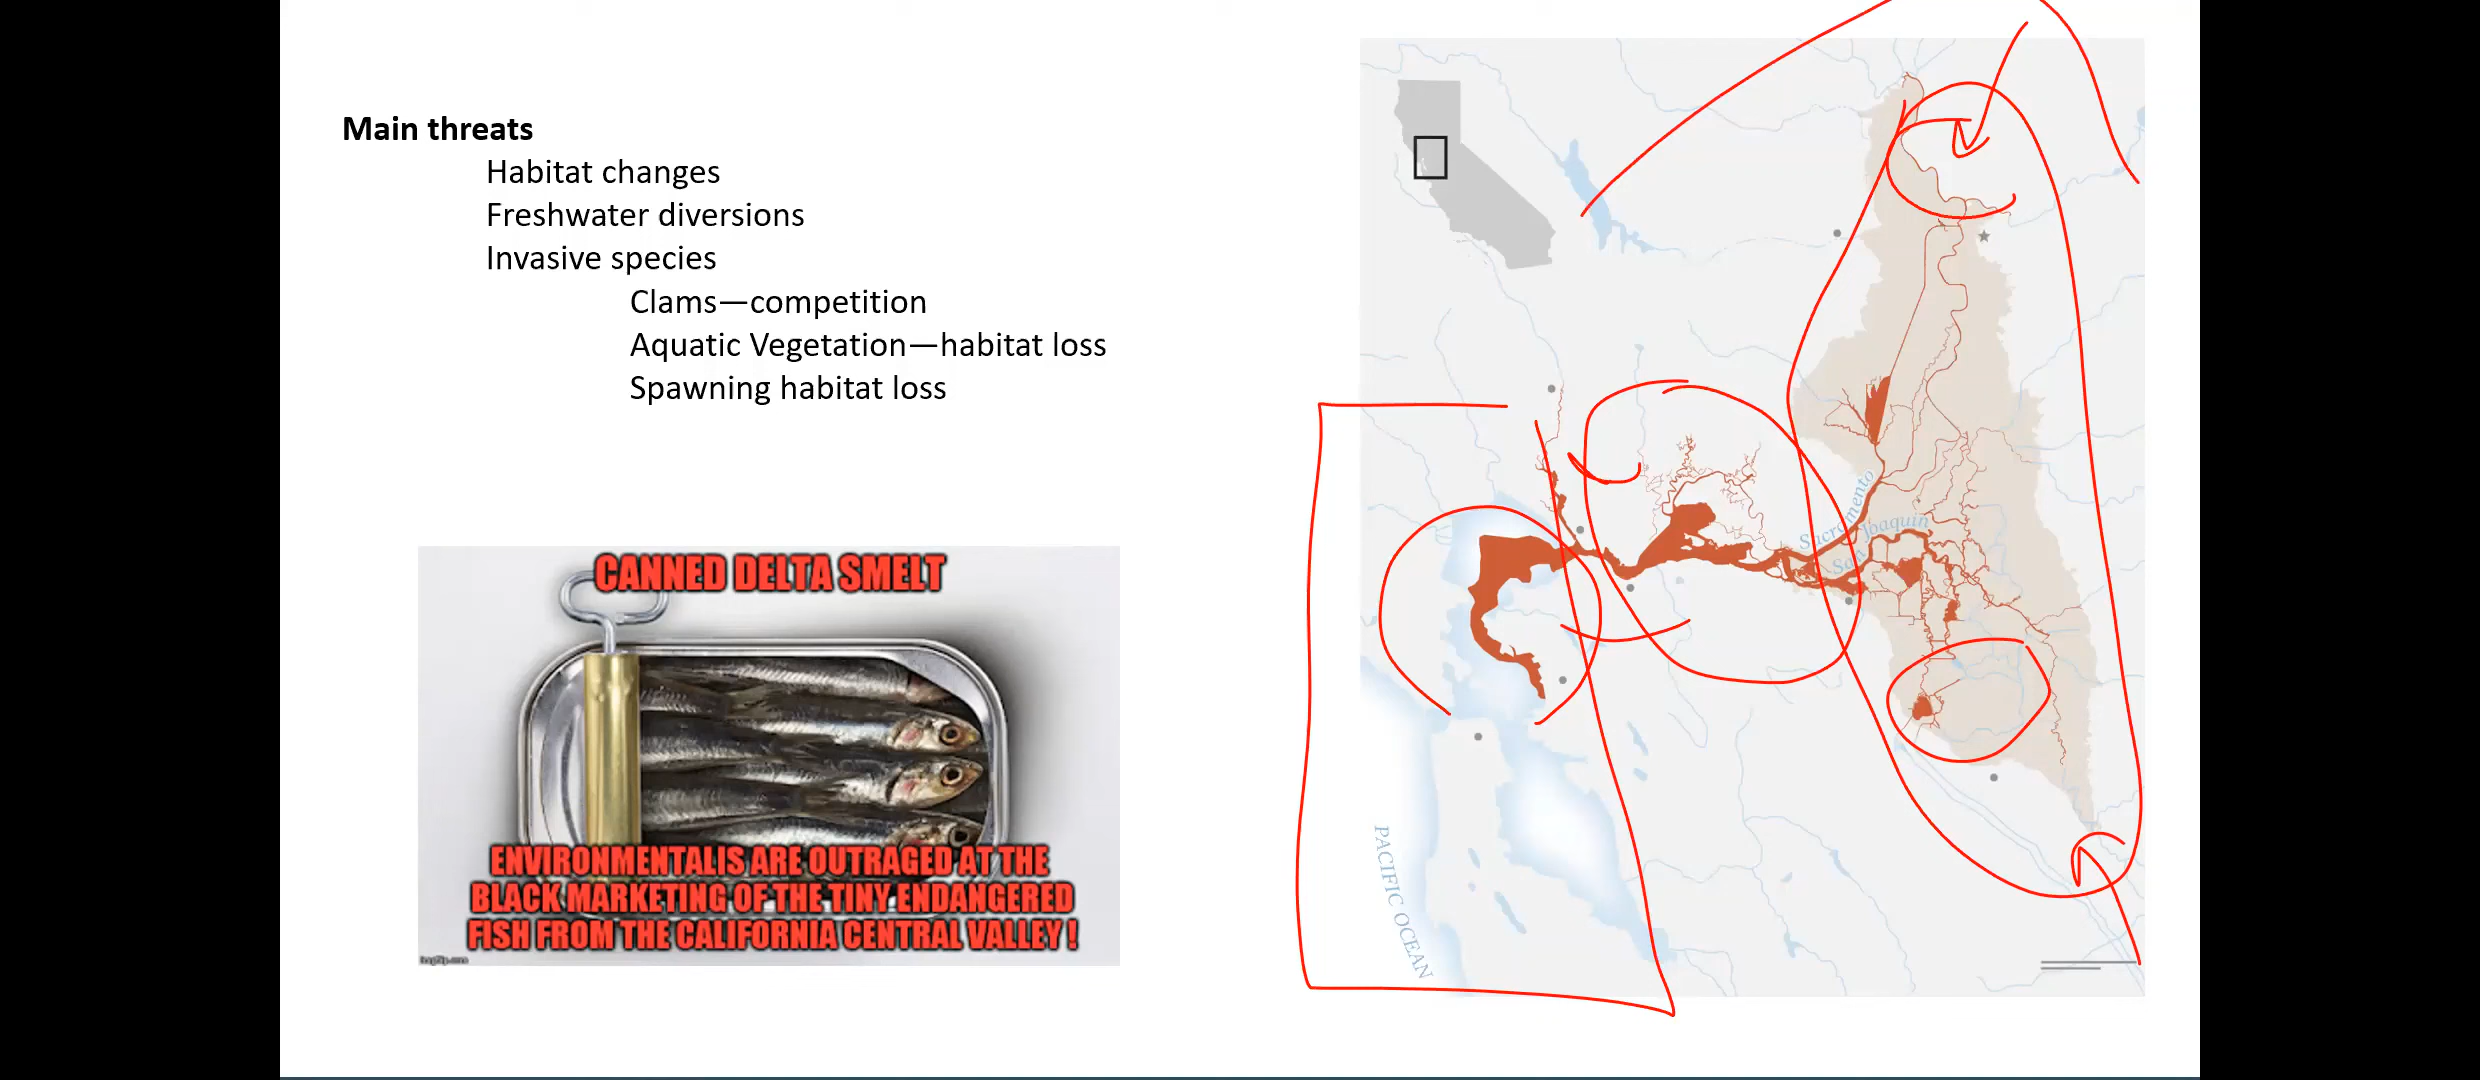 Main threats
Habitat changes
Freshwater diversions
Invasive species
Clams—competition
Aquatic Vegetation—habitat loss
Spawning habitat loss
CANNED DELTA SMELT
ENVIRONMENTALIS ARE OUTRAGED AT THE
BLACK MARKETING OF THE TINY ENDANGERED
FISH FROM THE CALIFORNIA CENTRAL VALLEY !
imgflip.com
Sacramento
San Joaquin
PACIFIC OCEAN